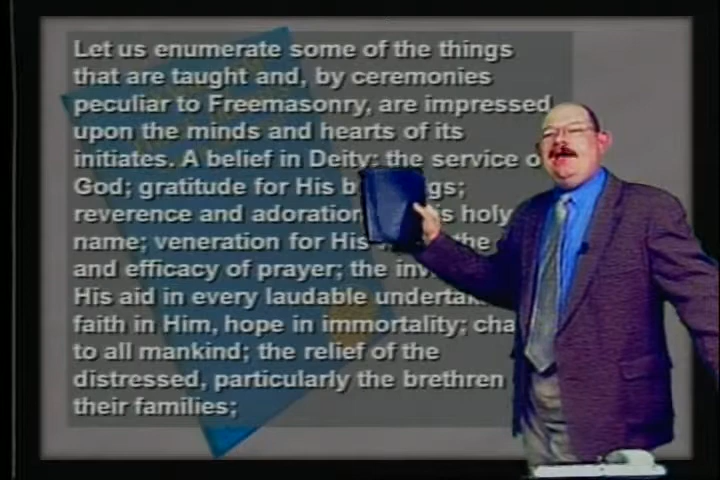 Let us enumerate some of the things
that are taught and, by ceremonies
peculiar to Freemasonry, are impressed
upon the minds and hearts of its
initiates. A belief in Deity; the service
God; gratitude for His
reverence and adoration holy
name; veneration for His the
and efficacy of prayer; the
His aid in every laudable
faith in Him, hope in immortality;
to all mankind; the relief of the
distressed, particularly the brethren
their families;